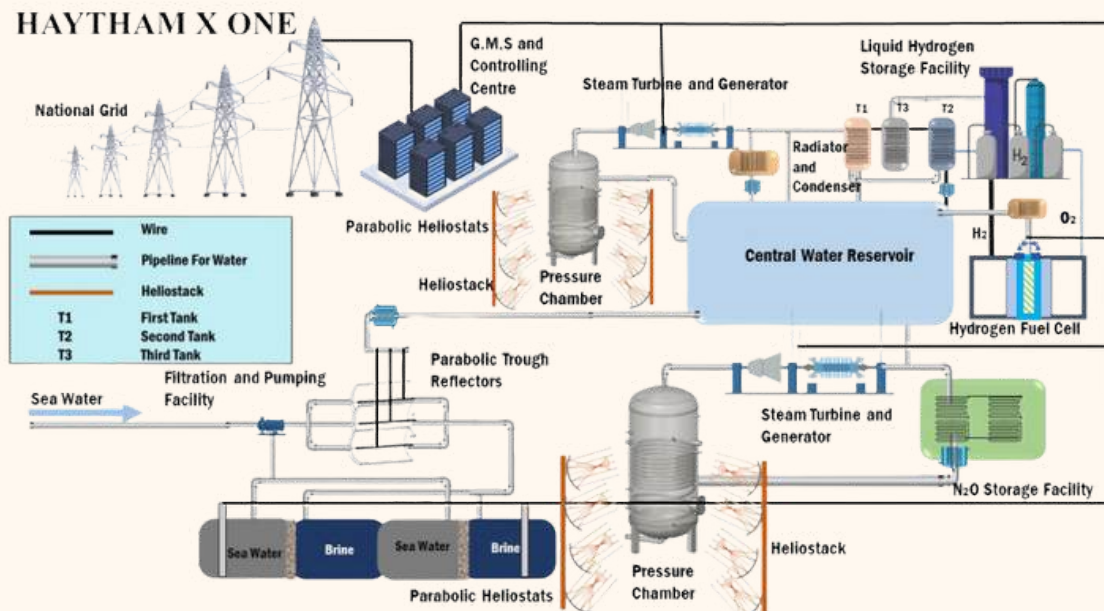 HAYTHAM X ONE
National Grid
G.M.S and
Controlling
Centre
Steam Turbine and Generator
Liquid Hydrogen
Storage Facility
T1
T3
T2
H2
Radiator
and
Condenser
Wire
Pipeline For Water
Heliostack
T1 First Tank
T2 Second Tank
T3 Third Tank
Parabolic Heliostats
Heliostack
Pressure
Chamber
Central Water Reservoir
H₂
O₂
Hydrogen Fuel Cell
Parabolic Trough
Reflectors
Filtration and Pumping
Facility
Sea Water
Steam Turbine and
Generator
N₂O Storage Facility
Sea Water
Brine
Sea Water
Brine
Parabolic Heliostats
Pressure
Chamber
Heliostack